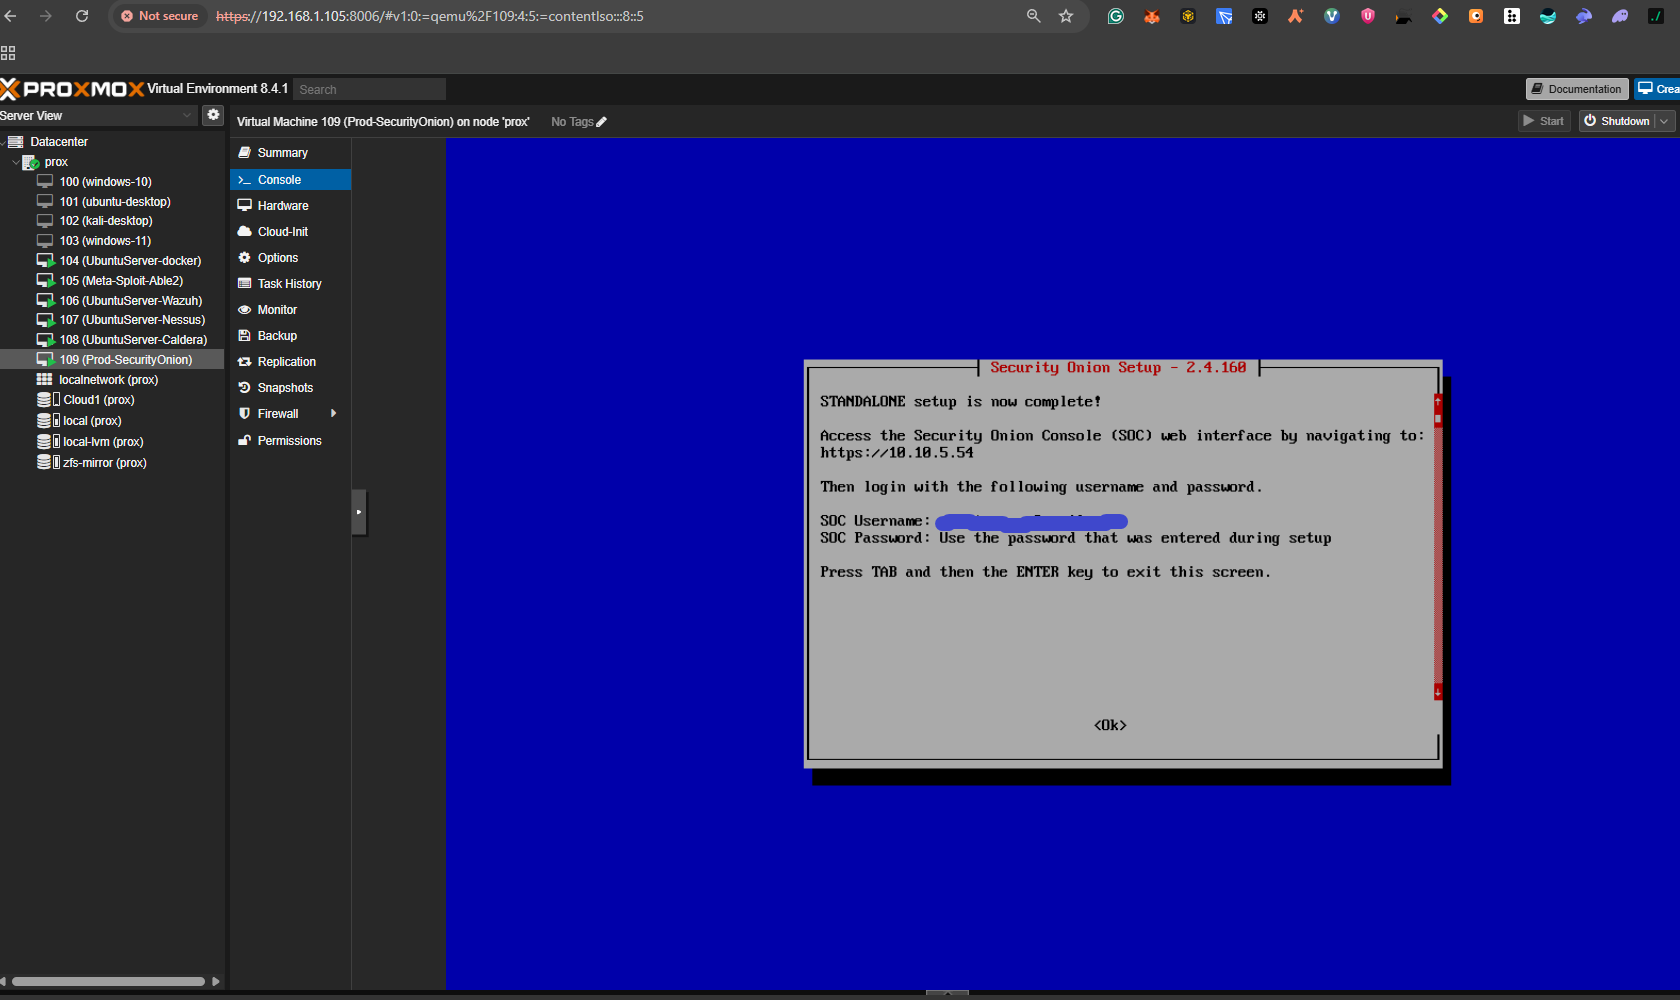 Not secure https://192.168.1.105:8006/#v1:0:=qemu%2F109:4:5:=contentIso:::8::5
PROXMOX Virtual Environment 8.4.1 Search
Documentation
Crea
Server View
Virtual Machine 109 (Prod-SecurityOnion) on node 'prox'
No Tags
Start
Shutdown
Datacenter
prox
100 (windows-10)
101 (ubuntu-desktop)
102 (kali-desktop)
103 (windows-11)
104 (UbuntuServer-docker)
105 (Meta-Sploit-Able2)
106 (UbuntuServer-Wazuh)
107 (UbuntuServer-Nessus)
108 (UbuntuServer-Caldera)
109 (Prod-SecurityOnion)
localnetwork (prox)
Cloud1 (prox)
local (prox)
local-lvm (prox)
zfs-mirror (prox)
Summary
Console
Hardware
Cloud-Init
Options
Task History
Monitor
Backup
Replication
Snapshots
Firewall
Permissions
Security Onion Setup - 2.4.160
STANDALONE setup is now complete!
Access the Security Onion Console (SOC) web interface by navigating to:
https://10.10.5.54
Then login with the following username and password.
SOC Username:
SOC Password: Use the password that was entered during setup
Press TAB and then the ENTER key to exit this screen.
<Ok>